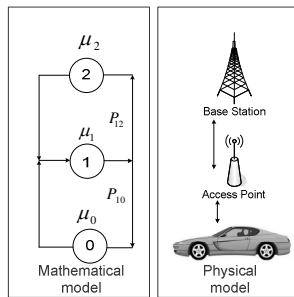 μ₂
2
P₁₂
μ₁
1
P₁₀
μ₀
0
Mathematical
model
Base Station
Access Point
Physical
model